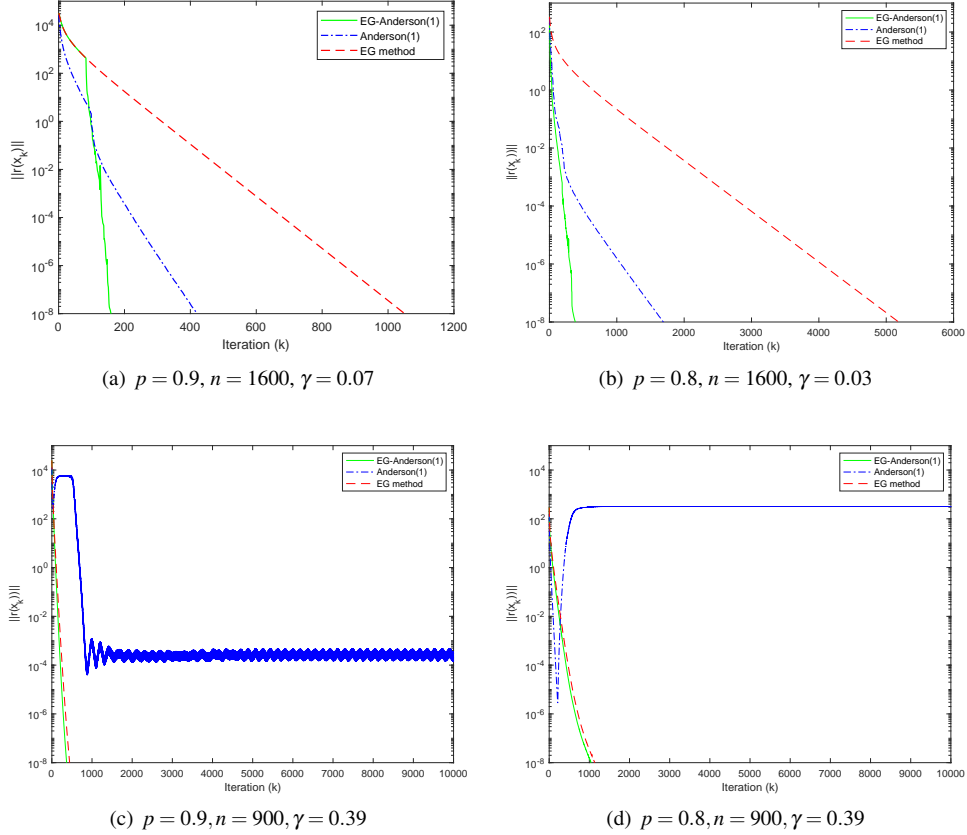 10^4
10^2
10^0
10^-2
10^-4
10^-6
10^-8
||r(x_k)||
EG-Anderson(1)
Anderson(1)
EG method
0 200 400 600 800 1000 1200
Iteration (k)
(a) p = 0.9, n = 1600, γ = 0.07
10^2
10^0
10^-2
10^-4
10^-6
10^-8
||r(x_k))||
EG-Anderson(1)
Anderson(1)
EG method
0 1000 2000 3000 4000 5000 6000
Iteration (k)
(b) p = 0.8, n = 1600, γ = 0.03
10^4
10^2
10^0
10^-2
10^-4
10^-6
10^-8
||r(x_k))||
EG-Anderson(1)
Anderson(1)
EG method
0 1000 2000 3000 4000 5000 6000 7000 8000 9000 10000
Iteration (k)
(c) p = 0.9, n = 900, γ = 0.39
10^4
10^2
10^0
10^-2
10^-4
10^-6
10^-8
||r(x_k))||
EG-Anderson(1)
Anderson(1)
EG method
0 1000 2000 3000 4000 5000 6000 7000 8000 9000 10000
Iteration (k)
(d) p = 0.8, n = 900, γ = 0.39